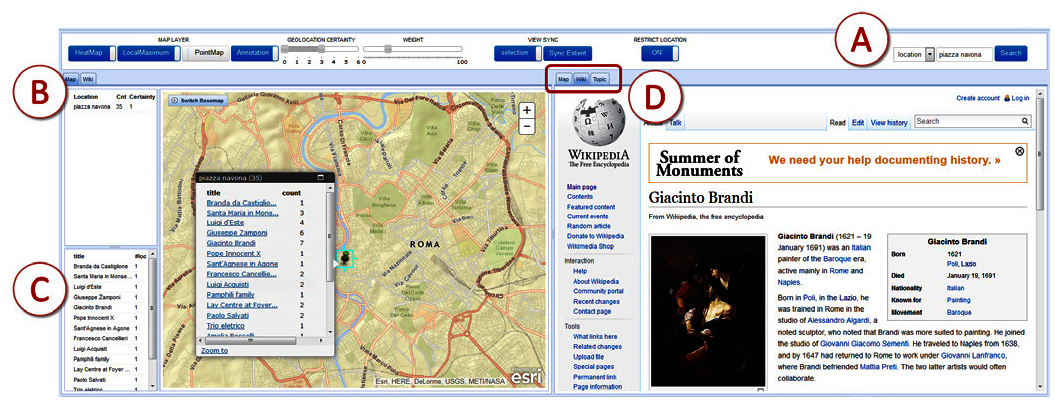 A
MAP LAYER
GEOLOCATION CERTAINTY
WEIGHT
VIEW SYNC
RESTRICT LOCATION
HeatMap LocalMaximum PointMap Annotation
0 1 2 3 4 5 6
0 100
selection Sync Extent
ON
location piazza navona Search
B
Map Wiki
Location Cnt Certainty
piazza navona 35 1
C
title #loc
Branda da Castiglione 1
Santa Maria in Monse... 1
Luigi d'Este 1
Giuseppe Zamponi 1
Giacinto Brandi 1
Pope Innocent X 1
Sant'Agnese in Agone 1
Francesco Cancellieri 1
Luigi Acquisti 1
Pamphili family 1
Lay Centre at Foyer ... 1
Paolo Salvati 1
Trio eletrico 1
Switch Basemap
+
−
ROMA
piazza navona (35)
title count
Branda da Castiglio... 1
Santa Maria in Mons... 3
Luigi d'Este 4
Giuseppe Zamponi 6
Giacinto Brandi 7
Pope Innocent X 1
Sant'Agnese in Agone 1
Francesco Cancellie... 2
Luigi Acquisti 2
Pamphili family 1
Lay Centre at Foyer... 2
Paolo Salvati 2
Trio eletrico 1
Zoom to
Esri, HERE, DeLorme, USGS, METI/NASA
POWERED BY
esri
Map Wiki Topic
D
WIKIPEDIA
The Free Encyclopedia
Main page
Contents
Featured content
Current events
Random article
Donate to Wikipedia
Wikimedia Shop
Interaction
Help
About Wikipedia
Community portal
Recent changes
Contact page
Tools
What links here
Related changes
Upload file
Special pages
Permanent link
Page information
Create account Log in
Talk
Read Edit View history Search
Summer of
Monuments
We need your help documenting history. »
Giacinto Brandi
From Wikipedia, the free encyclopedia
Giacinto Brandi (1621 – 19
January 1691) was an Italian
painter of the Baroque era,
active mainly in Rome and
Naples.
Born in Poli, in the Lazio, he
was trained in Rome in the
studio of Alessandro Algardi, a
noted sculptor, who noted that Brandi was more suited to painting. He joined
the studio of Giovanni Giacomo Sementi. He traveled to Naples from 1638,
and by 1647 had returned to Rome to work under Giovanni Lanfranco,
where Brandi befriended Mattia Preti. The two latter artists would often
collaborate.
Giacinto Brandi
Born 1621
Poli, Lazio
Died January 19, 1691
Nationality Italian
Known for Painting
Movement Baroque